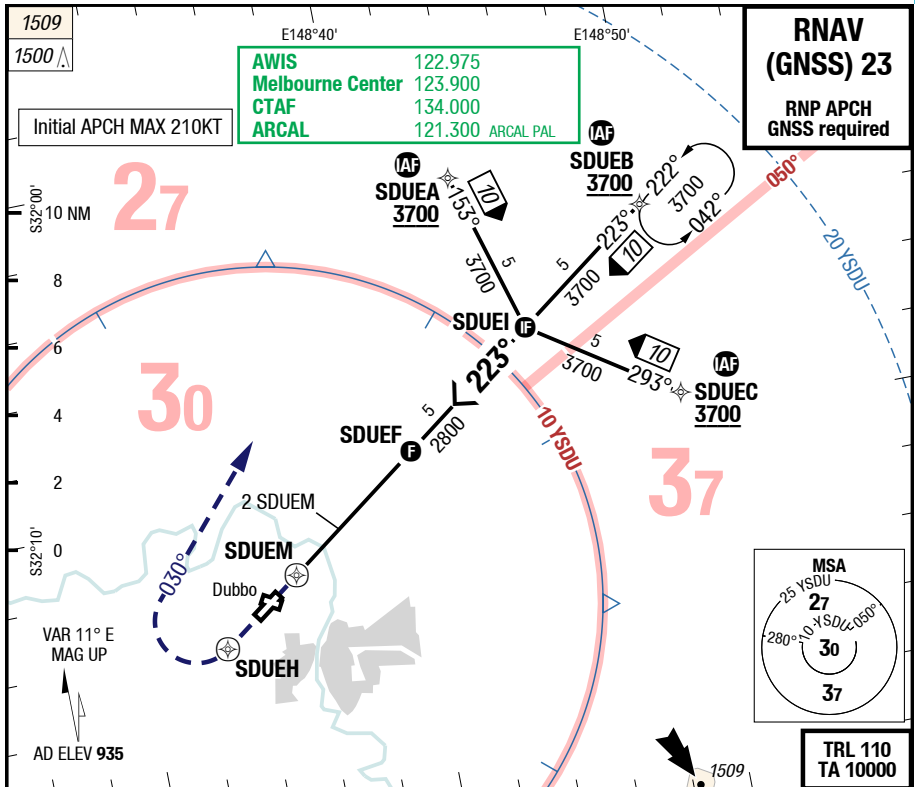 1509
1500
E148°40'
E148°50'
RNAV
(GNSS) 23
RNP APCH
GNSS required
AWIS 122.975
Melbourne Center 123.900
CTAF 134.000
ARCAL 121.300 ARCAL PAL
Initial APCH MAX 210KT
IAF
SDUEA
3700
IAF
SDUEB
3700
10
153°
5
3700
222°
3700
042°
223°
10
5
3700
050°
27
S32°00'
10 NM
8
6
4
2
0
S32°10'
20 YSDU
SDUEI
IF
10
5
3700
293°
IAF
SDUEC
3700
223°
30
5
2800
SDUEF
F
10 YSDU
37
2 SDUEM
SDUEM
030°
Dubbo
SDUEH
VAR 11° E
MAG UP
AD ELEV 935
MSA
25 YSDU
27
280°
10 YSDU
050°
30
37
1509
TRL 110
TA 10000